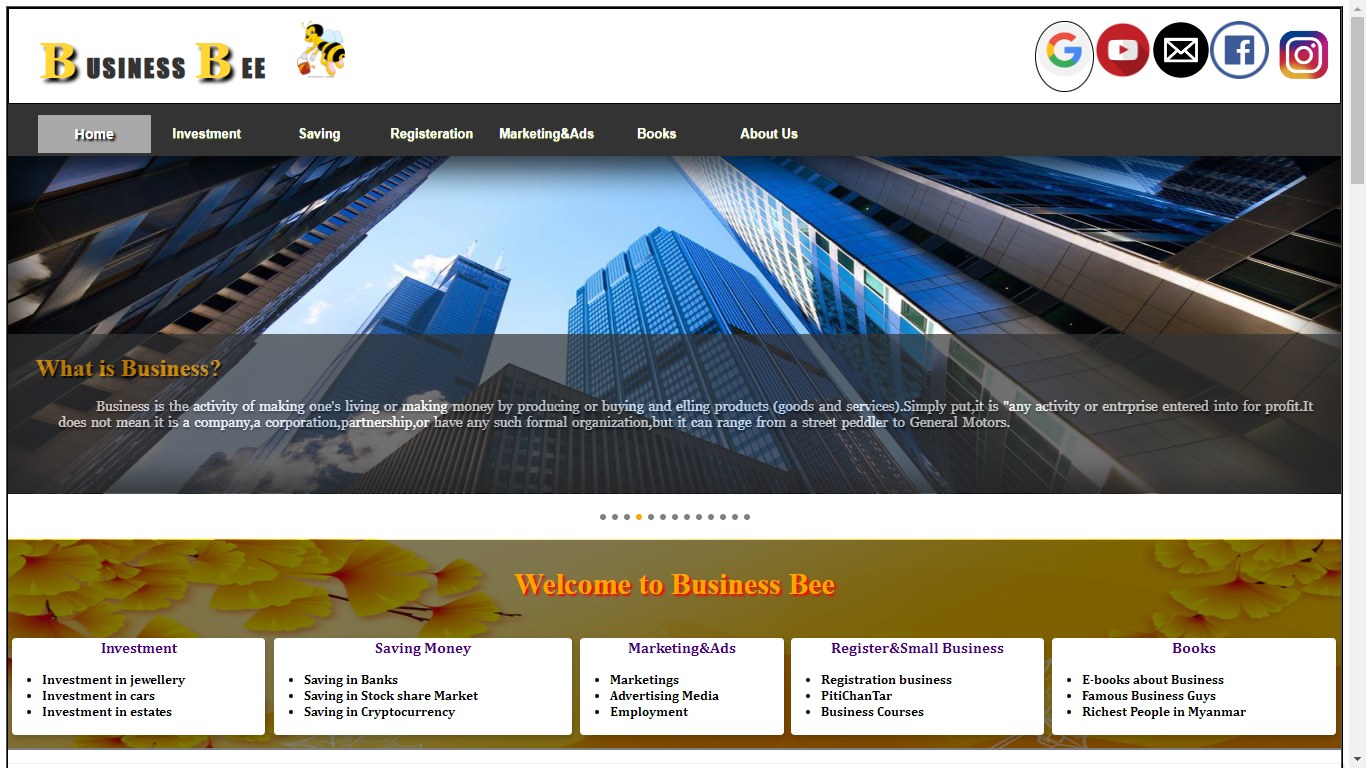 Business Bee
Home Investment Saving Registeration Marketing&Ads Books About Us
What is Business?
Business is the activity of making one's living or making money by producing or buying and elling products (goods and services).Simply put,it is "any activity or entrprise entered into for profit.It
does not mean it is a company,a corporation,partnership,or have any such formal organization,but it can range from a street peddler to General Motors.
Welcome to Business Bee
Investment
Investment in jewellery
Investment in cars
Investment in estates
Saving Money
Saving in Banks
Saving in Stock share Market
Saving in Cryptocurrency
Marketing&Ads
Marketings
Advertising Media
Employment
Register&Small Business
Registration business
PitiChanTar
Business Courses
Books
E-books about Business
Famous Business Guys
Richest People in Myanmar